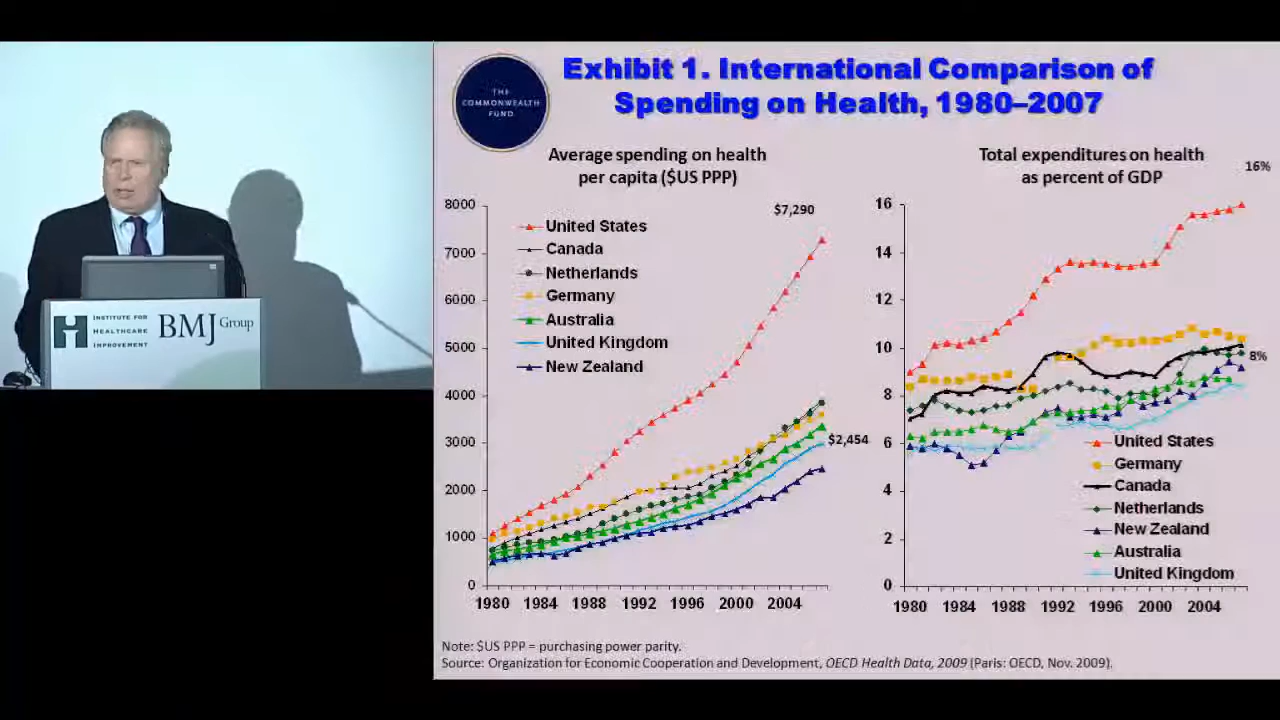 INSTITUTE FOR
HEALTHCARE
IMPROVEMENT
BMJ Group
THE
COMMONWEALTH
FUND
Exhibit 1. International Comparison of
Spending on Health, 1980–2007
Average spending on health
per capita ($US PPP)
8000
7000
6000
5000
4000
3000
2000
1000
0
$7,290
United States
Canada
Netherlands
Germany
Australia
United Kingdom
New Zealand
$2,454
1980 1984 1988 1992 1996 2000 2004
Total expenditures on health
as percent of GDP
16%
16
14
12
10
8
6
4
2
0
8%
United States
Germany
Canada
Netherlands
New Zealand
Australia
United Kingdom
1980 1984 1988 1992 1996 2000 2004
Note: $US PPP = purchasing power parity.
Source: Organization for Economic Cooperation and Development, OECD Health Data, 2009 (Paris: OECD, Nov. 2009).